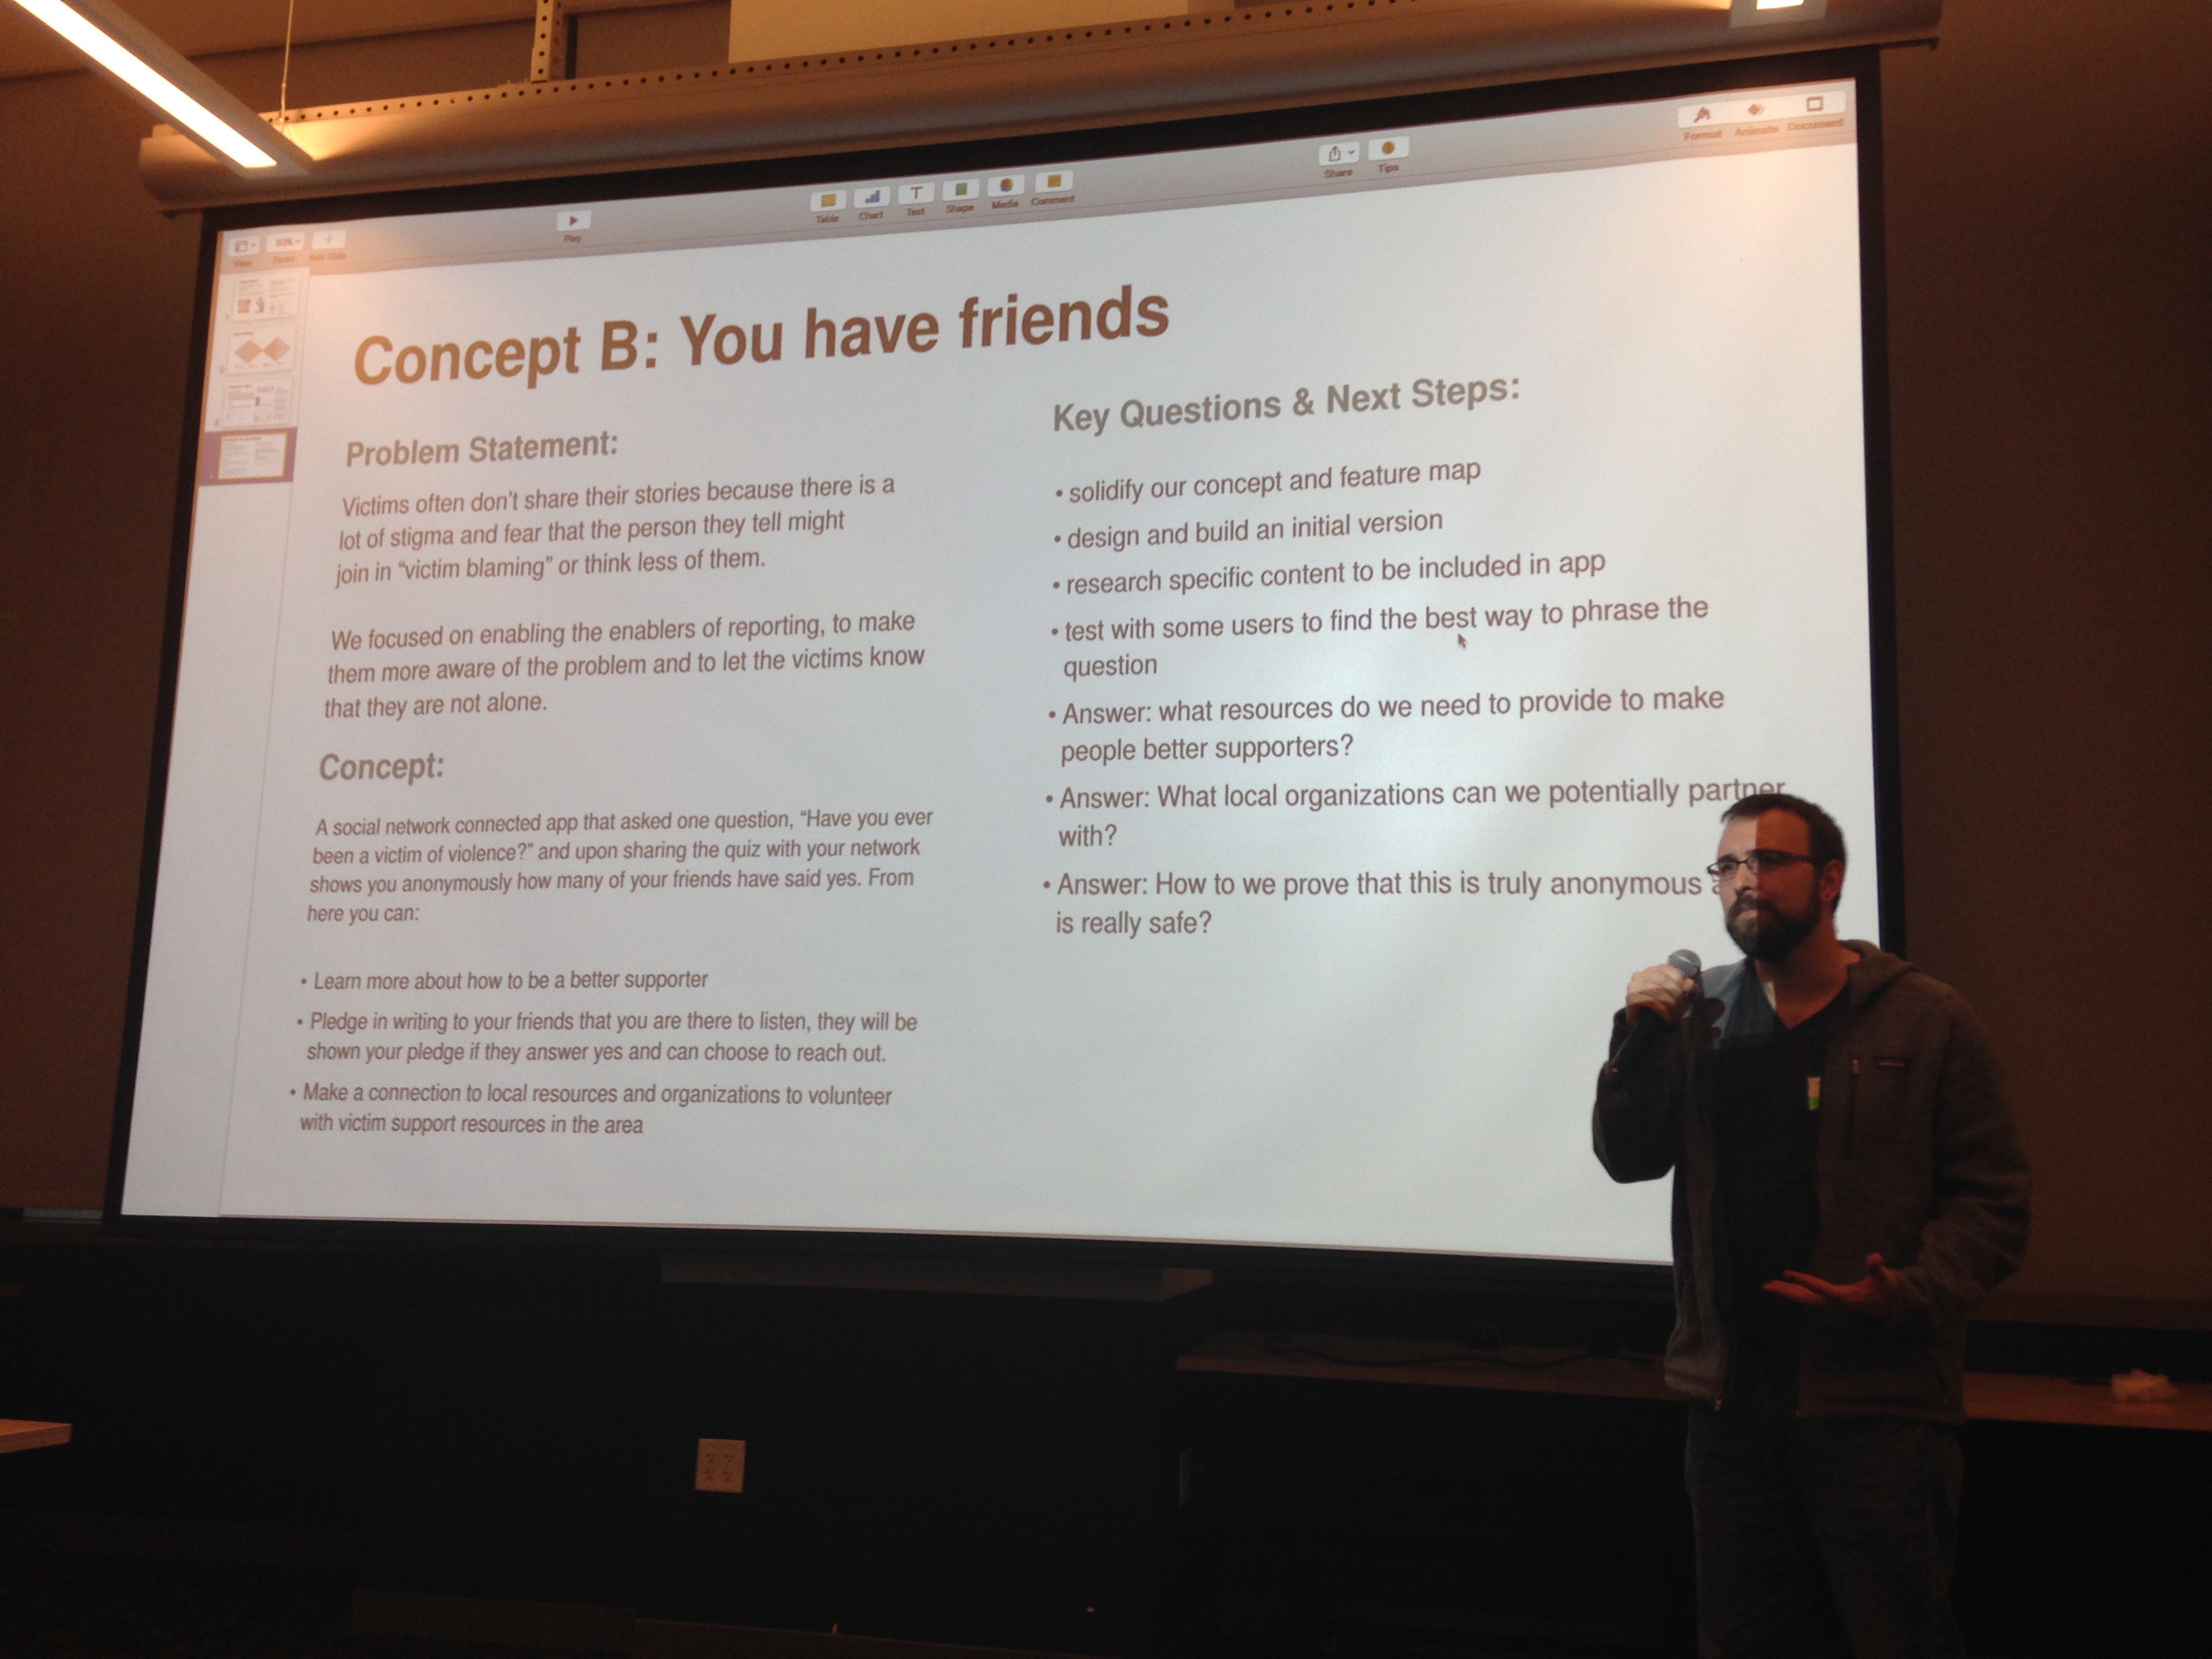 Format Animate Document
Share Tips
Table Chart Text Shape Media Comment
Play
View Add Slide
Concept B: You have friends
Problem Statement:
Victims often don't share their stories because there is a
lot of stigma and fear that the person they tell might
join in “victim blaming” or think less of them.
We focused on enabling the enablers of reporting, to make
them more aware of the problem and to let the victims know
that they are not alone.
Concept:
A social network connected app that asked one question, “Have you ever
been a victim of violence?” and upon sharing the quiz with your network
shows you anonymously how many of your friends have said yes. From
here you can:
• Learn more about how to be a better supporter
• Pledge in writing to your friends that you are there to listen, they will be
shown your pledge if they answer yes and can choose to reach out.
• Make a connection to local resources and organizations to volunteer
with victim support resources in the area
Key Questions & Next Steps:
• solidify our concept and feature map
• design and build an initial version
• research specific content to be included in app
• test with some users to find the best way to phrase the
question
• Answer: what resources do we need to provide to make
people better supporters?
• Answer: What local organizations can we potentially partner
with?
• Answer: How to we prove that this is truly anonymous
is really safe?